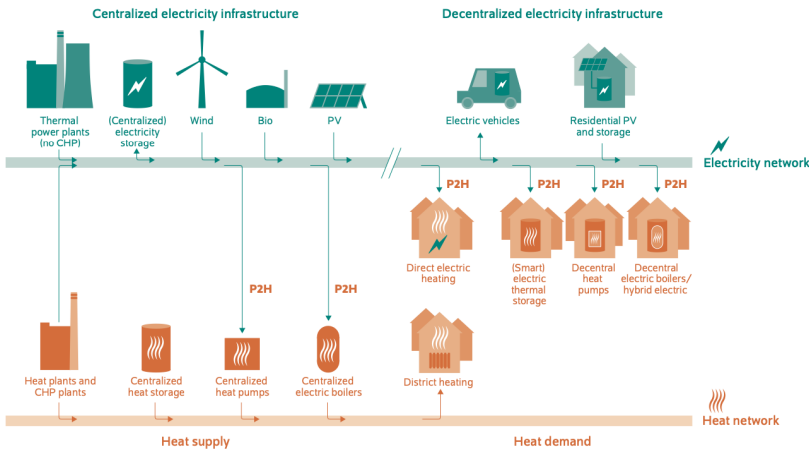 Centralized electricity infrastructure
Decentralized electricity infrastructure
Thermal
power plants
(no CHP)
(Centralized)
electricity
storage
Wind
Bio
PV
Electric vehicles
Residential PV
and storage
Electricity network
P2H
P2H
P2H
P2H
Direct electric
heating
(Smart)
electric
thermal
storage
Decentral
heat
pumps
Decentral
electric boilers/
hybrid electric
P2H
P2H
Heat plants and
CHP plants
Centralized
heat storage
Centralized
heat pumps
Centralized
electric boilers
District heating
Heat network
Heat supply
Heat demand